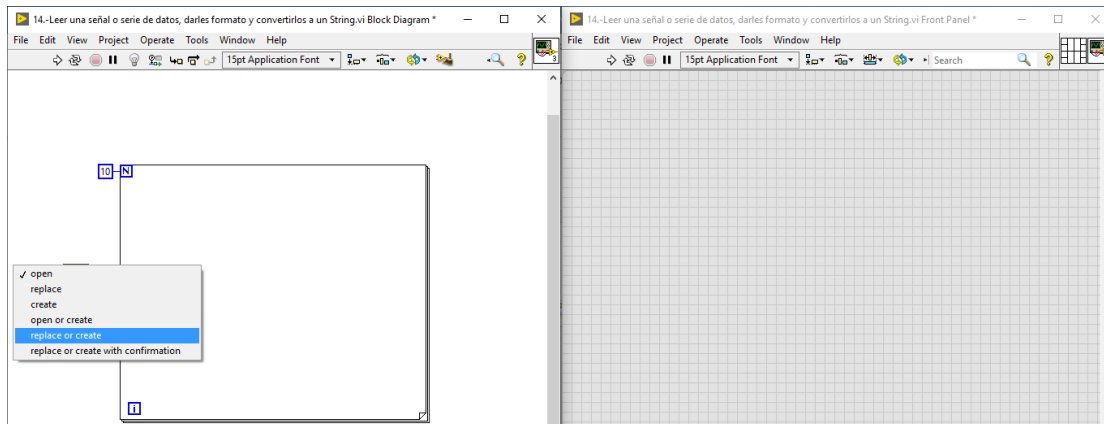 14.-Leer una señal o serie de datos, darles formato y convertirlos a un String.vi Block Diagram *
File Edit View Project Operate Tools Window Help
15pt Application Font
3
10
N
open
replace
create
open or create
replace or create
replace or create with confirmation
i
14.-Leer una señal o serie de datos, darles formato y convertirlos a un String.vi Front Panel *
File Edit View Project Operate Tools Window Help
15pt Application Font
Search